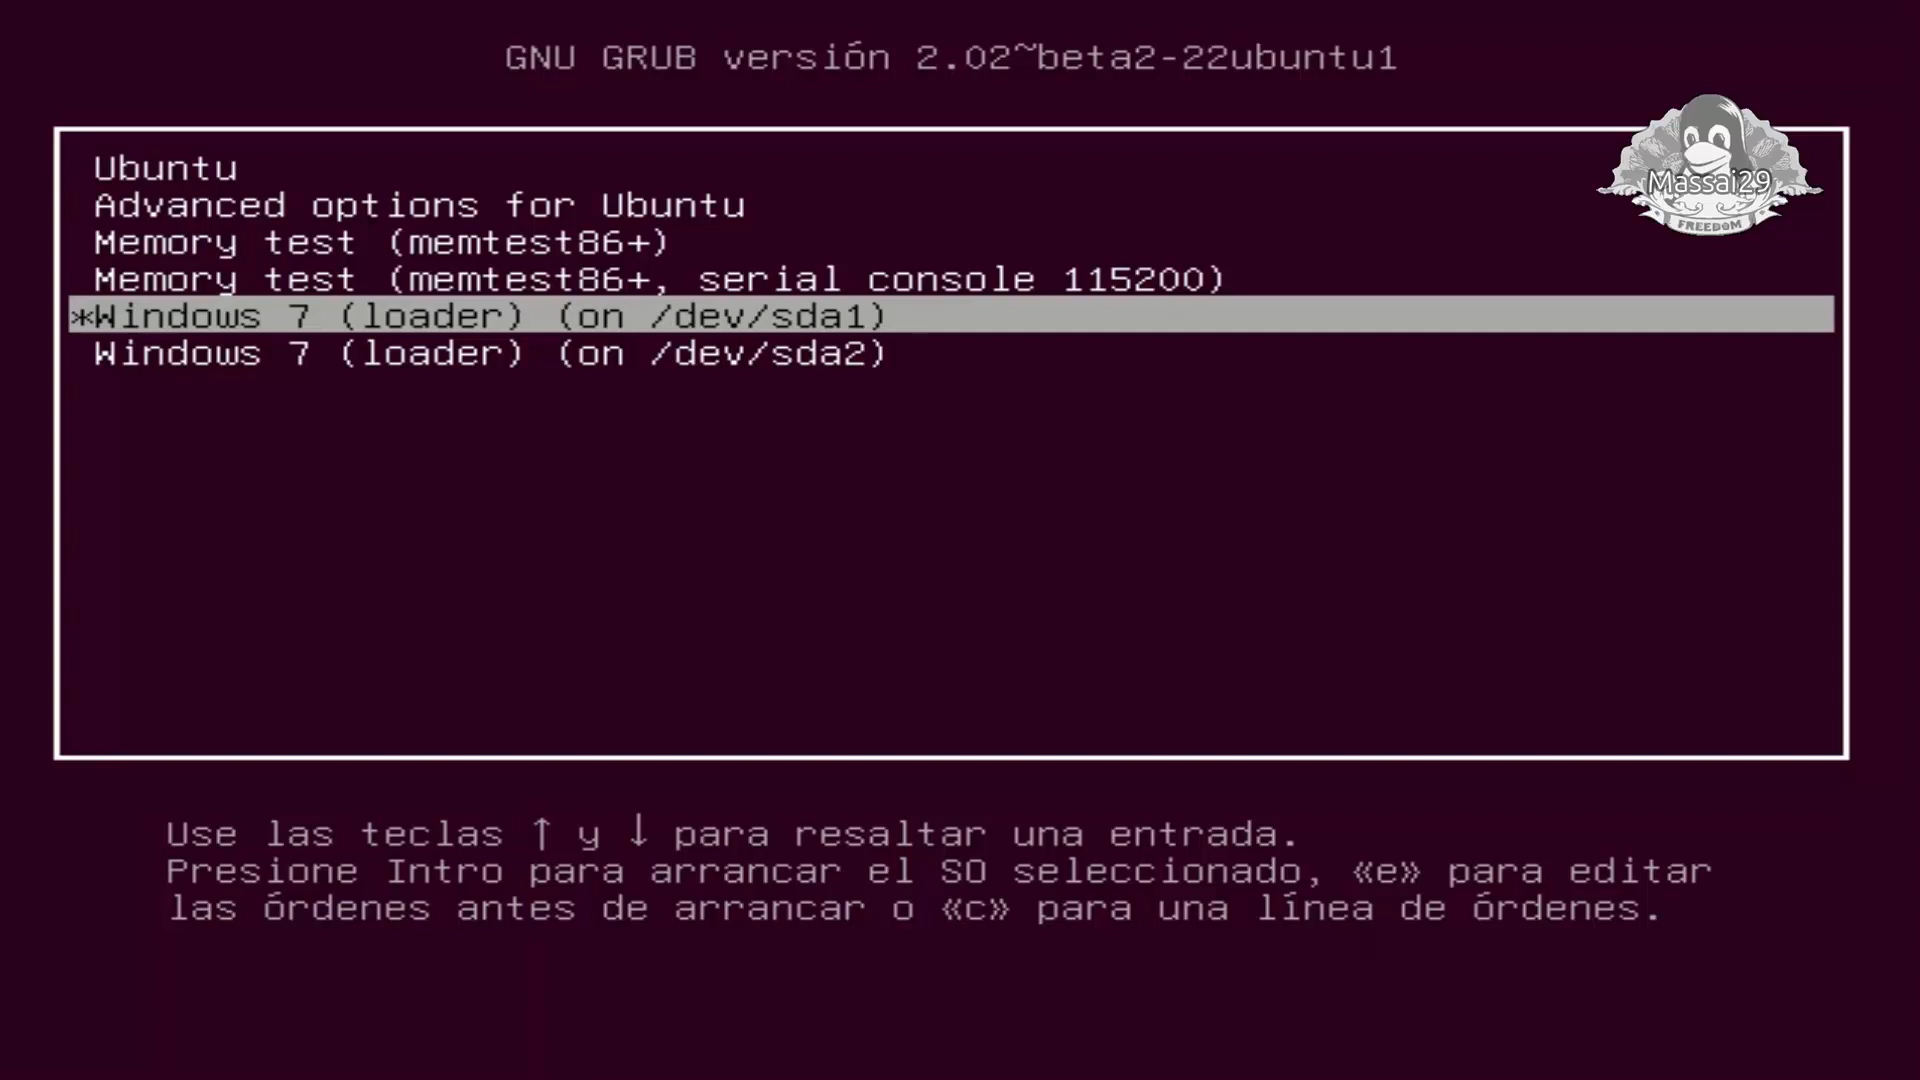 GNU GRUB versión 2.02~beta2-22ubuntu1
Massai29
FREEDOM
Ubuntu
Advanced options for Ubuntu
Memory test (memtest86+)
Memory test (memtest86+, serial console 115200)
*Windows 7 (loader) (on /dev/sda1)
Windows 7 (loader) (on /dev/sda2)
Use las teclas ↑ y ↓ para resaltar una entrada.
Presione Intro para arrancar el SO seleccionado, «e» para editar
las órdenes antes de arrancar o «c» para una línea de órdenes.